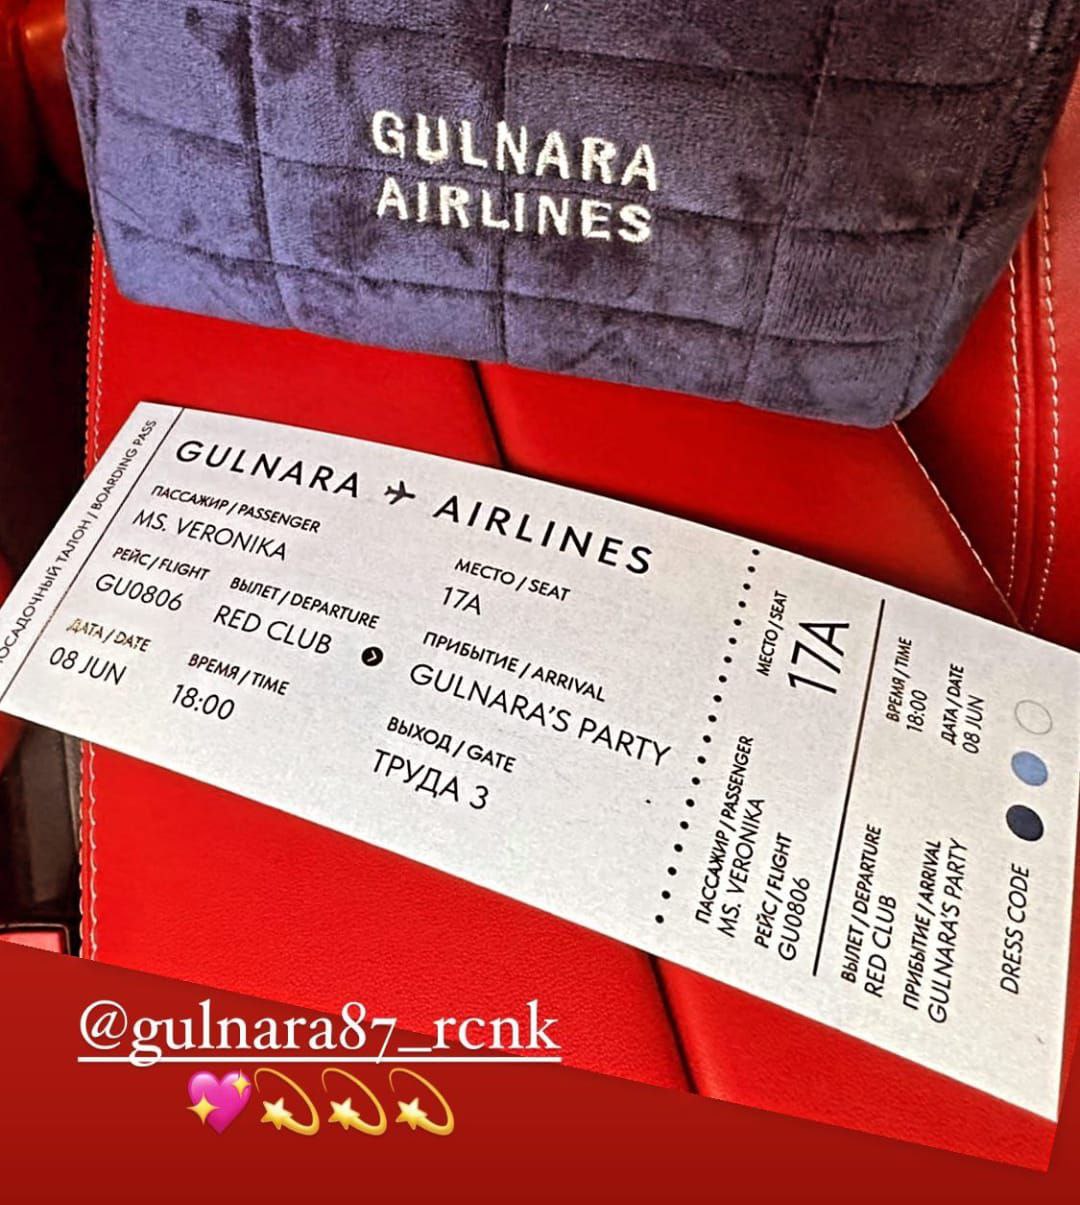 GULNARA
AIRLINES
ПОСАДОЧНЫЙ ТАЛОН / BOARDING PASS
GULNARA AIRLINES
ПАССАЖИР / PASSENGER
MS. VERONIKA
МЕСТО / SEAT
17A
РЕЙС / FLIGHT
GU0806
ВЫЛЕТ / DEPARTURE
RED CLUB
ПРИБЫТИЕ / ARRIVAL
GULNARA'S PARTY
ДАТА / DATE
08 JUN
ВРЕМЯ / TIME
18:00
ВЫХОД / GATE
ТРУДА 3
ПАССАЖИР / PASSENGER
MS. VERONIKA
МЕСТО / SEAT
17A
РЕЙС / FLIGHT
GU0806
ВЫЛЕТ / DEPARTURE
RED CLUB
ВРЕМЯ / TIME
18:00
ПРИБЫТИЕ / ARRIVAL
GULNARA'S PARTY
ДАТА / DATE
08 JUN
DRESS CODE
@gulnara87_rcnk